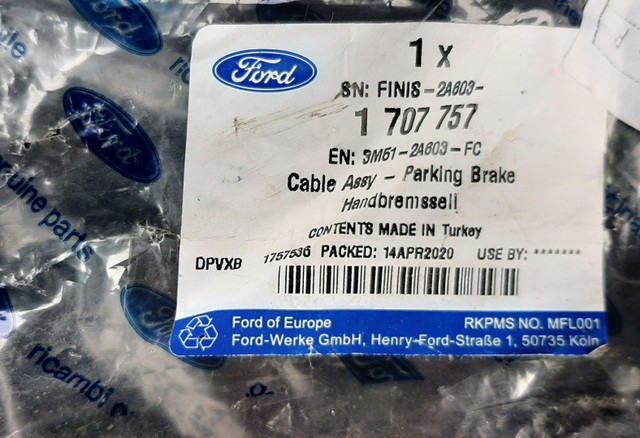 Ford
1 x
SN: FINIS-2A603-
1 707 757
EN: 3M51-2A603-FC
Cable Assy - Parking Brake
Handbremsseil
CONTENTS MADE IN Turkey
DPVXB 1757536 PACKED: 14APR2020 USE BY: *******
Ford of Europe RKPMS NO. MFL001
Ford-Werke GmbH, Henry-Ford-Straße 1, 50735 Köln
Ford
Ford
genuine parts
ricambi